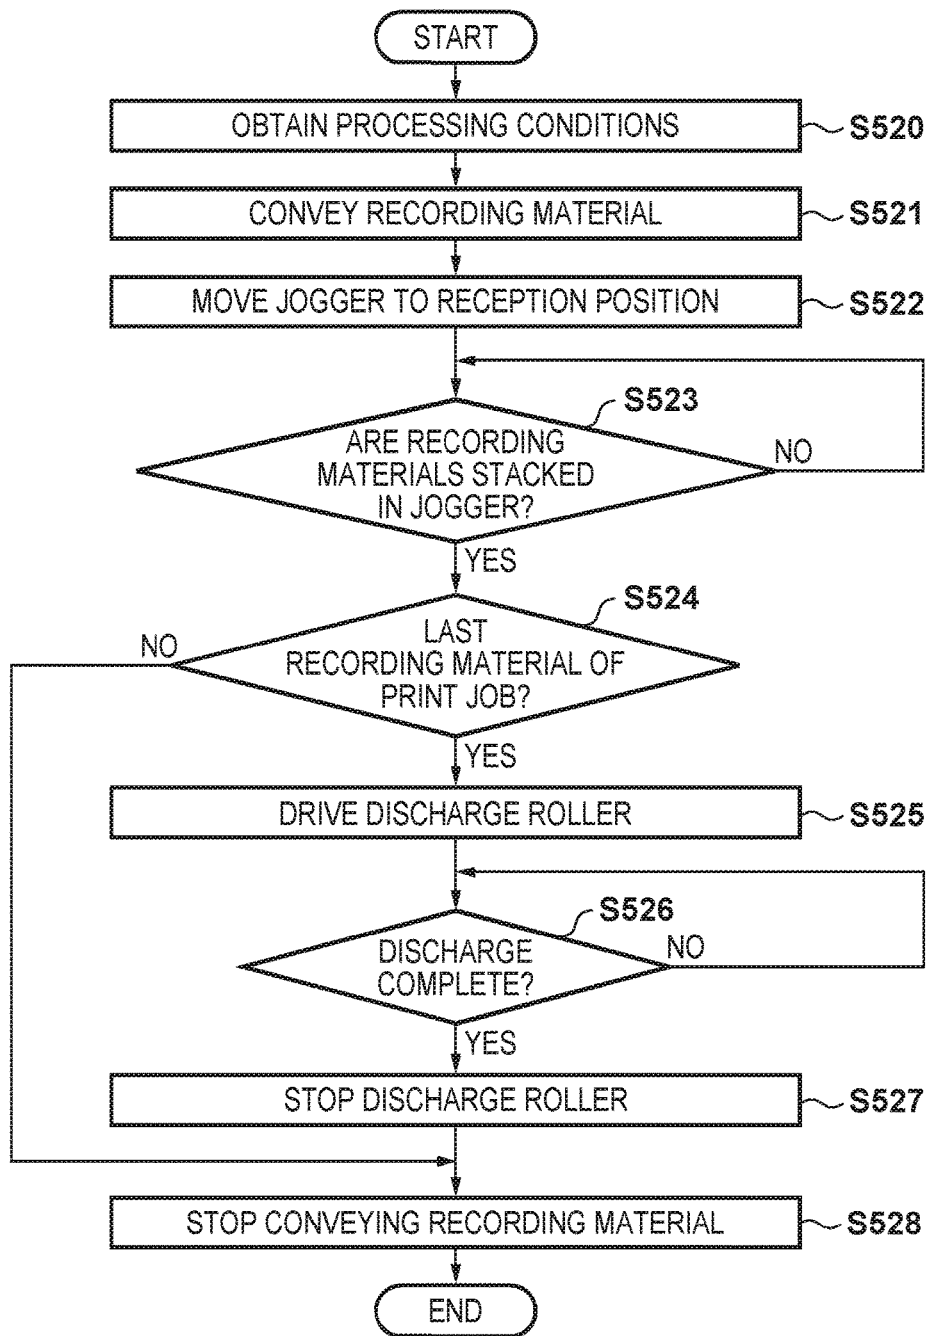 START
OBTAIN PROCESSING CONDITIONS
S520
CONVEY RECORDING MATERIAL
S521
MOVE JOGGER TO RECEPTION POSITION
S522
S523
ARE RECORDING
MATERIALS STACKED
IN JOGGER?
NO
YES
S524
NO
LAST
RECORDING MATERIAL OF
PRINT JOB?
YES
DRIVE DISCHARGE ROLLER
S525
S526
DISCHARGE
COMPLETE?
NO
YES
STOP DISCHARGE ROLLER
S527
STOP CONVEYING RECORDING MATERIAL
S528
END